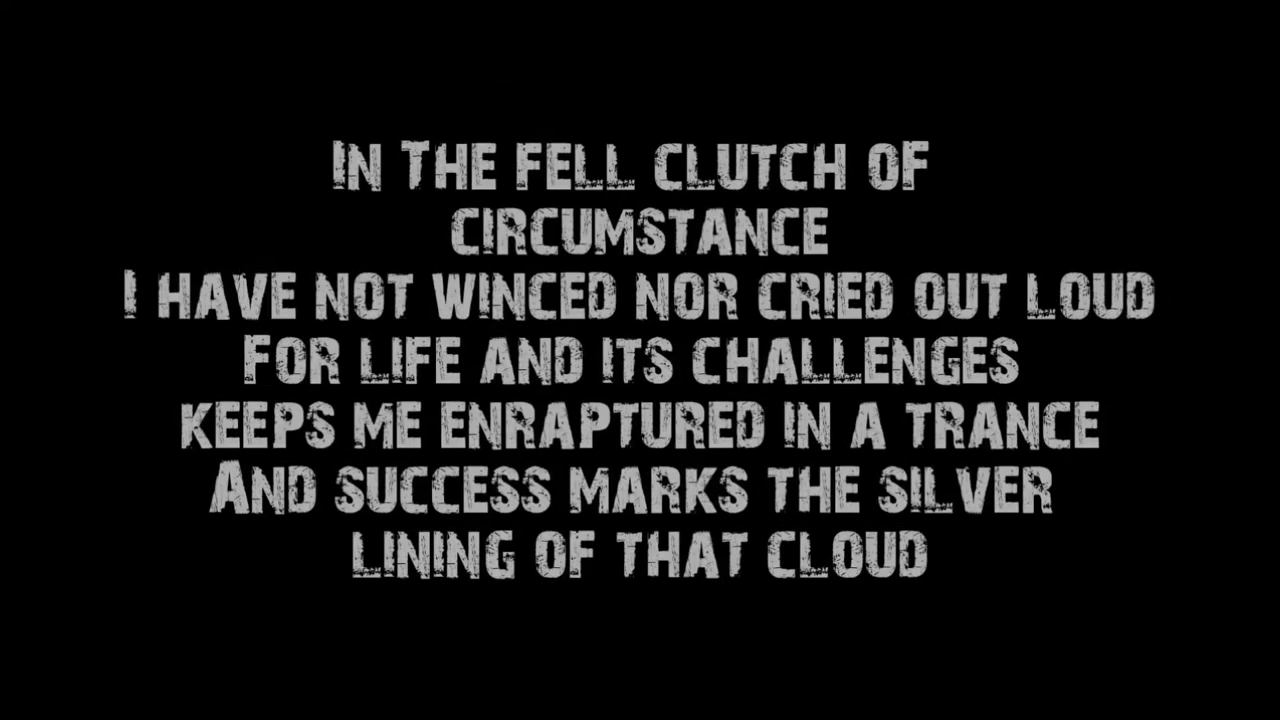 In The fell clutch of
circumstance
I have not winced nor cried out loud
For life and its challenges
keeps me enraptured in a trance
And success marks the silver
lining of that cloud